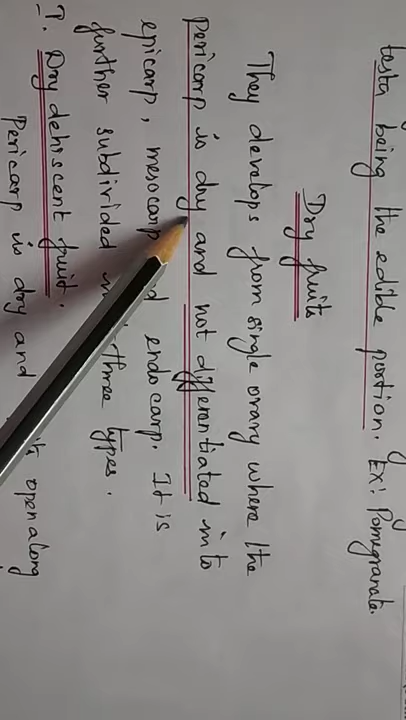 testa being the edible portion. Ex: Pomegranate.
Dry fruits
They develops from single ovary where the
pericarp is dry and not differentiated into
epicarp, mesocarp endocarp. It is
further subdivided three types.
1. Dry dehiscent fruit.
Pericarp is dry and open along